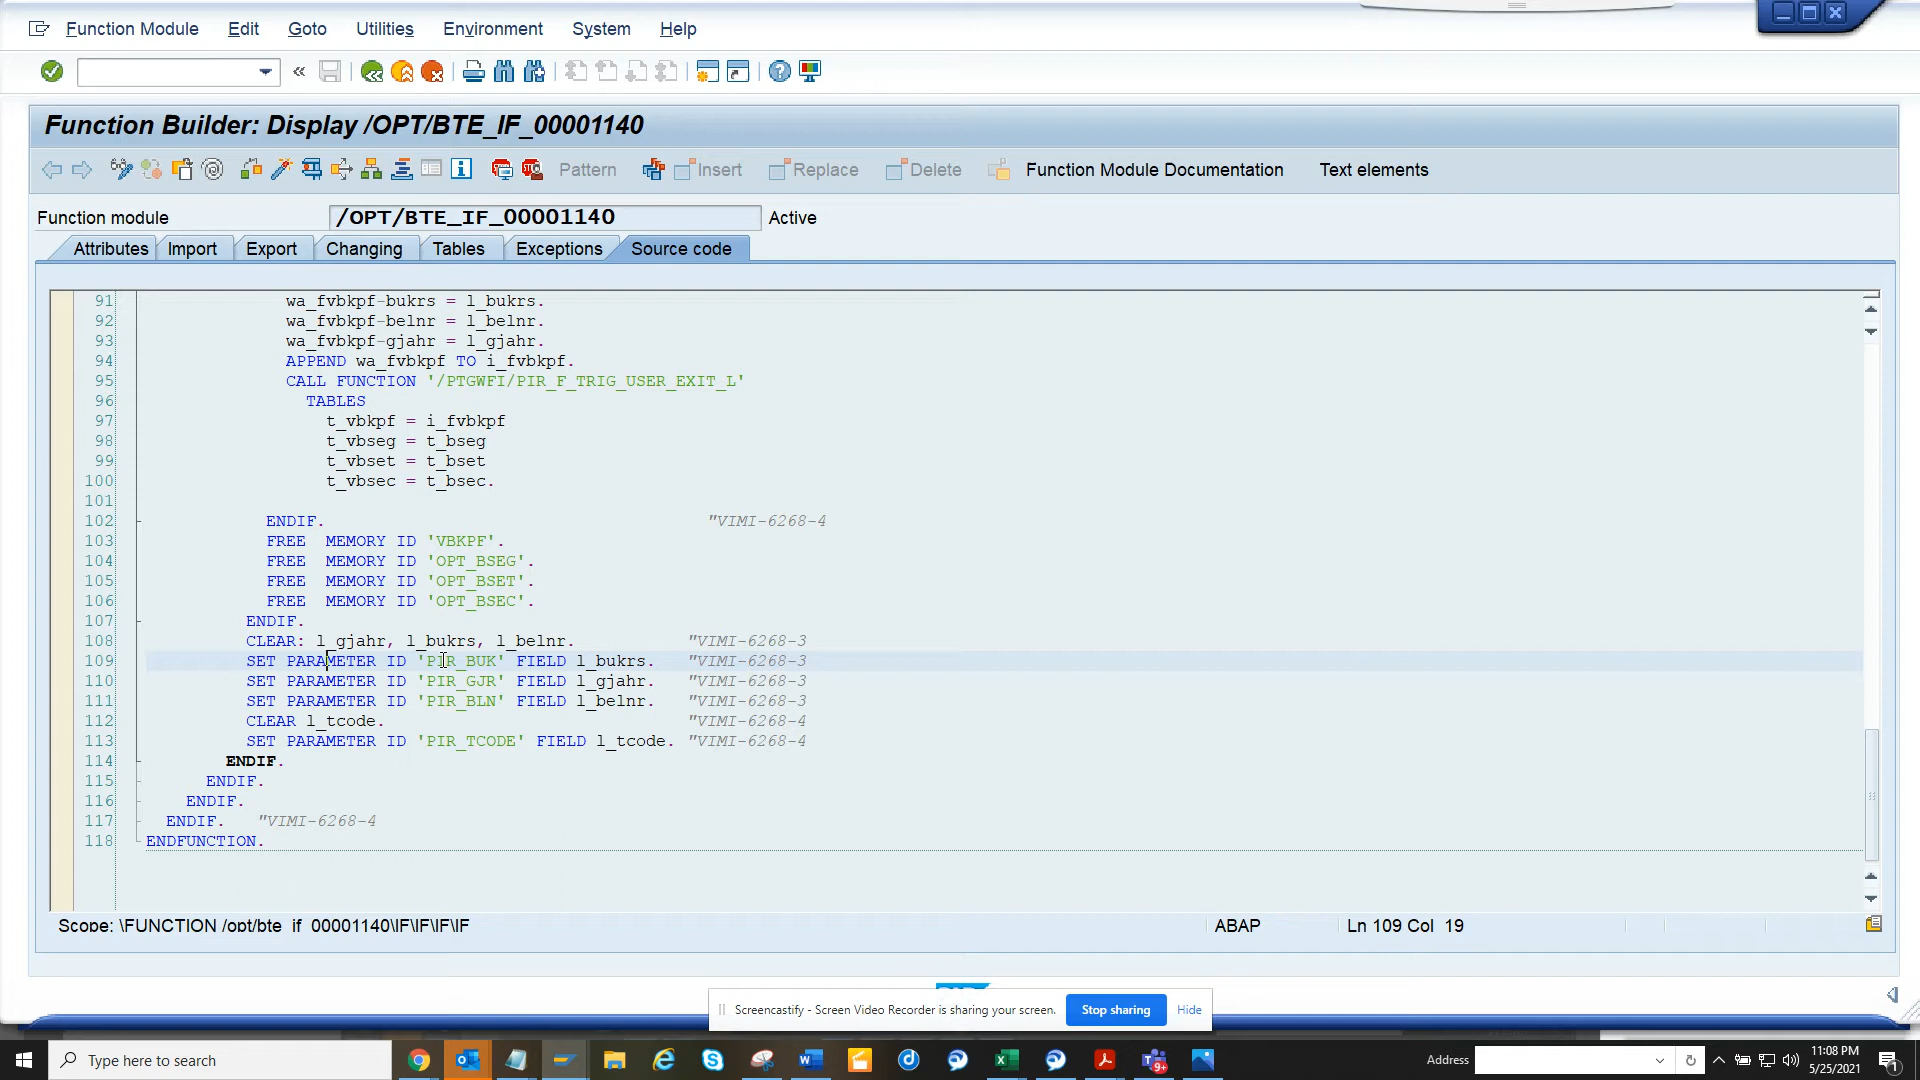 Function Module Edit Goto Utilities Environment System Help
Function Builder: Display /OPT/BTE_IF_00001140
Pattern Insert Replace Delete Function Module Documentation Text elements
Function module /OPT/BTE_IF_00001140 Active
Attributes Import Export Changing Tables Exceptions Source code
91 wa_fvbkpf-bukrs = l_bukrs.
92 wa_fvbkpf-belnr = l_belnr.
93 wa_fvbkpf-gjahr = l_gjahr.
94 APPEND wa_fvbkpf TO i_fvbkpf.
95 CALL FUNCTION '/PTGWFI/PIR_F_TRIG_USER_EXIT_L'
96 TABLES
97 t_vbkpf = i_fvbkpf
98 t_vbseg = t_bseg
99 t_vbset = t_bset
100 t_vbsec = t_bsec.
101
102 ENDIF. "VIMI-6268-4
103 FREE MEMORY ID 'VBKPF'.
104 FREE MEMORY ID 'OPT_BSEG'.
105 FREE MEMORY ID 'OPT_BSET'.
106 FREE MEMORY ID 'OPT_BSEC'.
107 ENDIF.
108 CLEAR: l_gjahr, l_bukrs, l_belnr. "VIMI-6268-3
109 SET PARAMETER ID 'PIR_BUK' FIELD l_bukrs. "VIMI-6268-3
110 SET PARAMETER ID 'PIR_GJR' FIELD l_gjahr. "VIMI-6268-3
111 SET PARAMETER ID 'PIR_BLN' FIELD l_belnr. "VIMI-6268-3
112 CLEAR l_tcode. "VIMI-6268-4
113 SET PARAMETER ID 'PIR_TCODE' FIELD l_tcode. "VIMI-6268-4
114 ENDIF.
115 ENDIF.
116 ENDIF.
117 ENDIF. "VIMI-6268-4
118 ENDFUNCTION.
Scope: \FUNCTION /opt/bte if 00001140\IF\IF\IF\IF ABAP Ln 109 Col 19
Screencastify - Screen Video Recorder is sharing your screen. Stop sharing Hide
Type here to search Address 11:08 PM
5/25/2021